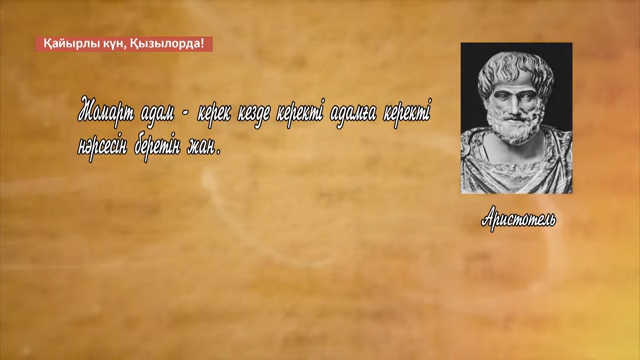 Қайырлы күн, Қызылорда!
Жомарт адам - керек кезде керекті адамға керекті
нәрсесін беретін жан.
Аристотель